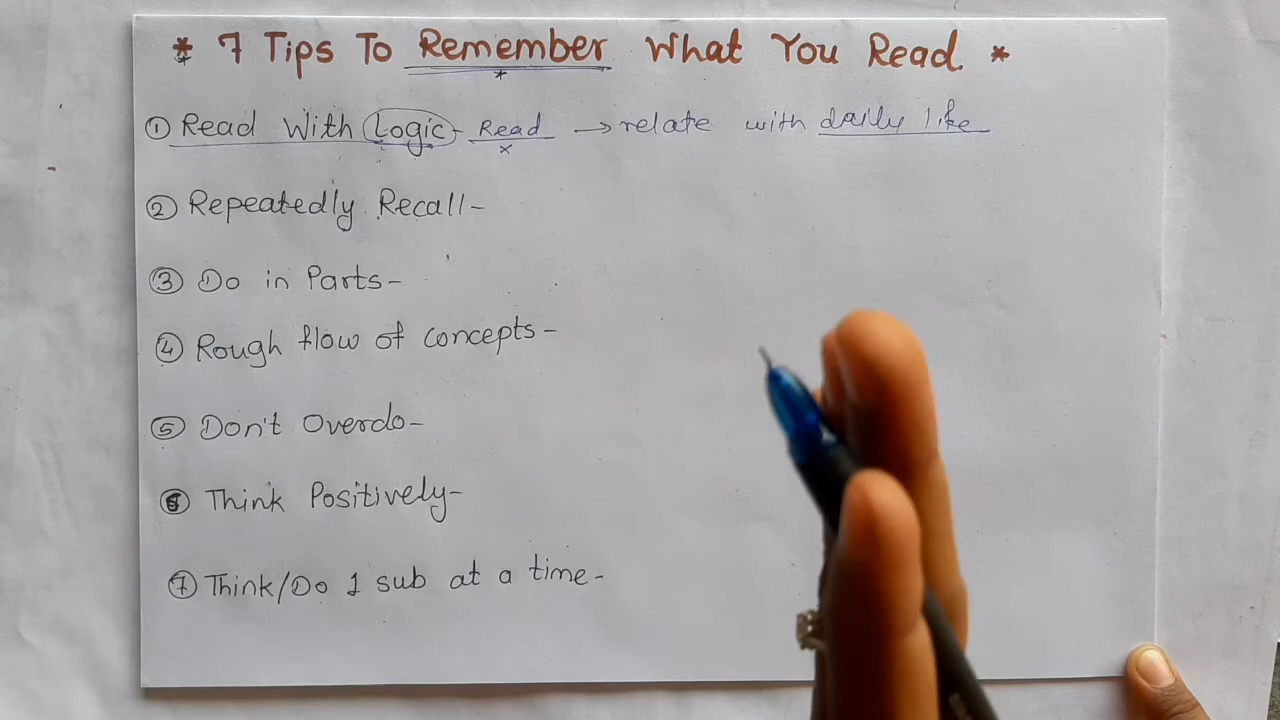 * 7 Tips To Remember What You Read. *
① Read With Logic - Read → relate with daily like
② Repeatedly Recall-
③ Do in Parts-
④ Rough flow of concepts-
⑤ Don't Overdo-
⑥ Think Positively-
⑦ Think/Do 1 sub at a time-